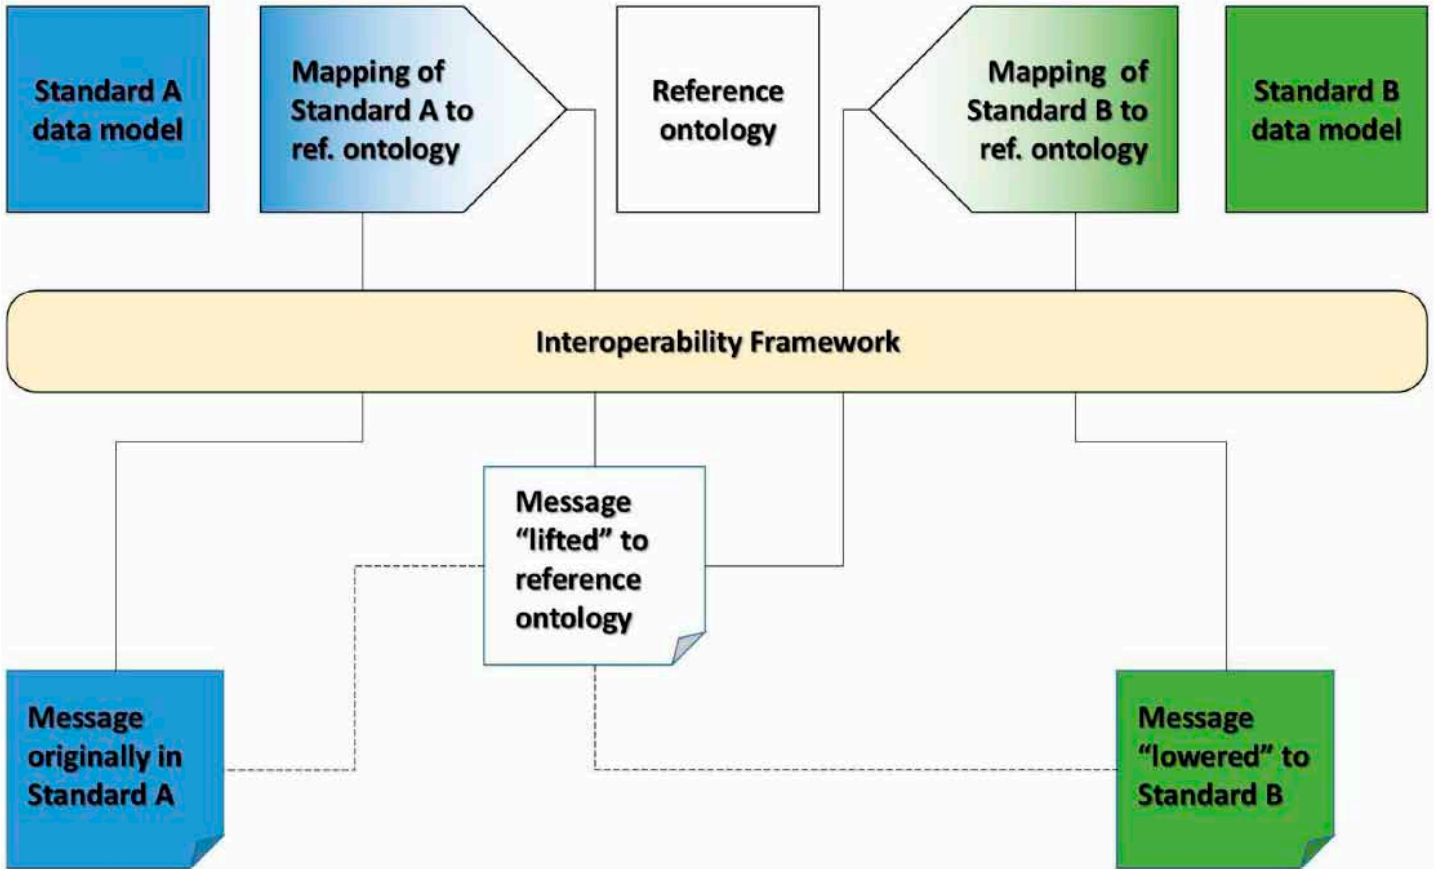 Standard A
data model
Mapping of
Standard A to
ref. ontology
Reference
ontology
Mapping of
Standard B to
ref. ontology
Standard B
data model
Interoperability Framework
Message
“lifted” to
reference
ontology
Message
originally in
Standard A
Message
“lowered” to
Standard B